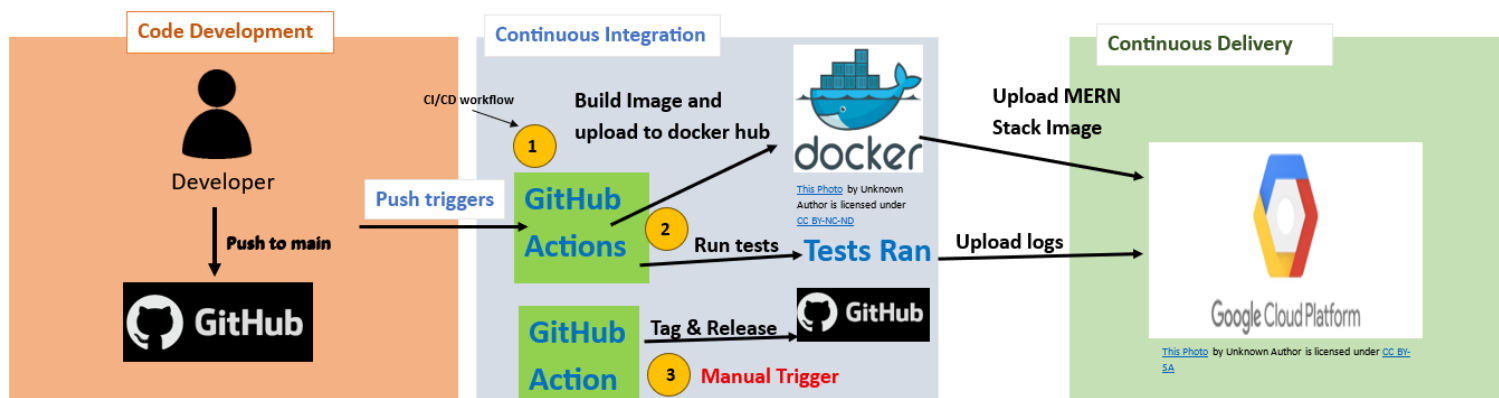 Code Development
Developer
Push to main
GitHub
Push triggers
Continuous Integration
CI/CD workflow
1
Build Image and
upload to docker hub
docker
This Photo by Unknown
Author is licensed under
CC BY-NC-ND
GitHub
Actions
2
Run tests
Tests Ran
GitHub
Action
Tag & Release
GitHub
3
Manual Trigger
Continuous Delivery
Upload MERN
Stack Image
Upload logs
Google Cloud Platform
This Photo by Unknown Author is licensed under CC BY-
SA